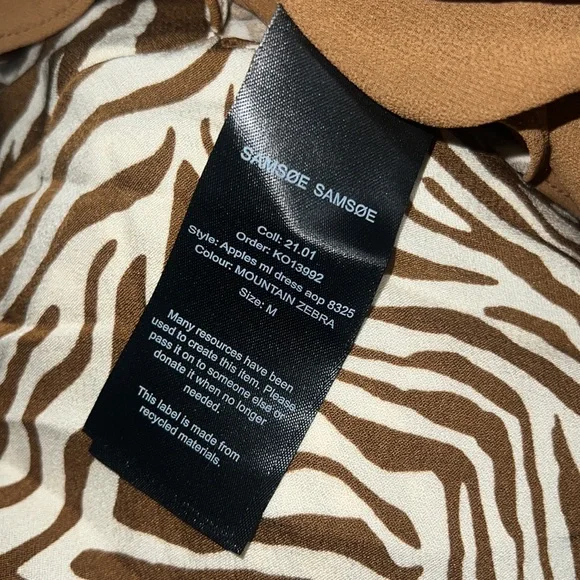 SAMSØE SAMSØE
Coll: 21.01
Order: KO13992
Style: Apples ml dress aop 8325
Colour: MOUNTAIN ZEBRA
Size: M
Many resources have been
used to create this item. Please
pass it on to someone else or
donate it when no longer
needed.
This label is made from
recycled materials.